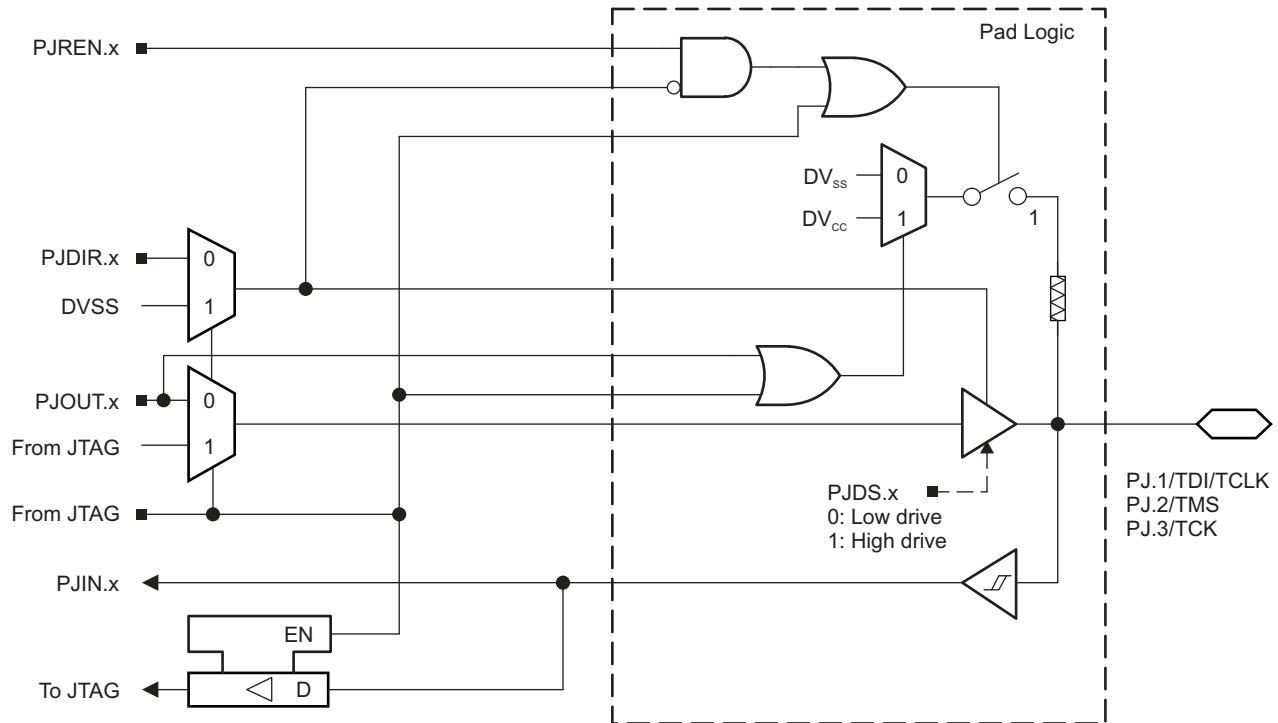 Pad Logic
PJREN.x
DVSS 0
DVCC 1
1
PJDIR.x 0
DVSS 1
PJOUT.x 0
From JTAG 1
PJDS.x
0: Low drive
1: High drive
PJ.1/TDI/TCLK
PJ.2/TMS
PJ.3/TCK
From JTAG
PJIN.x
EN
To JTAG D